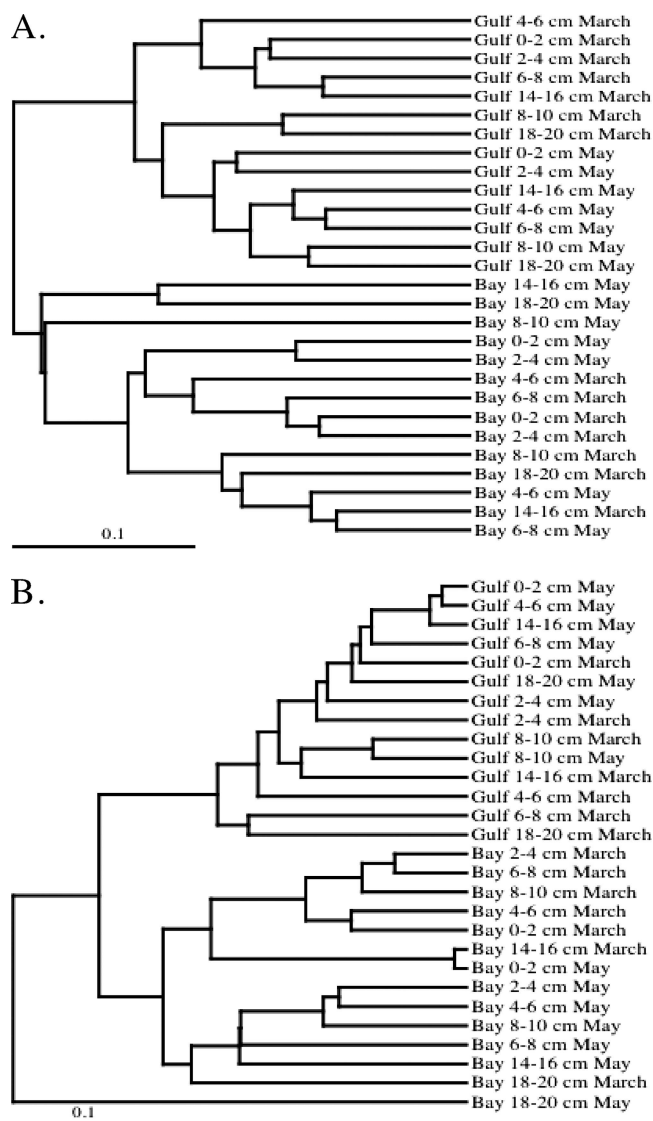 A.
Gulf 4-6 cm March
Gulf 0-2 cm March
Gulf 2-4 cm March
Gulf 6-8 cm March
Gulf 14-16 cm March
Gulf 8-10 cm March
Gulf 18-20 cm March
Gulf 0-2 cm May
Gulf 2-4 cm May
Gulf 14-16 cm May
Gulf 4-6 cm May
Gulf 6-8 cm May
Gulf 8-10 cm May
Gulf 18-20 cm May
Bay 14-16 cm May
Bay 18-20 cm May
Bay 8-10 cm May
Bay 0-2 cm May
Bay 2-4 cm May
Bay 4-6 cm March
Bay 6-8 cm March
Bay 0-2 cm March
Bay 2-4 cm March
Bay 8-10 cm March
Bay 18-20 cm March
Bay 4-6 cm May
Bay 14-16 cm March
Bay 6-8 cm May
0.1
B.
Gulf 0-2 cm May
Gulf 4-6 cm May
Gulf 14-16 cm May
Gulf 6-8 cm May
Gulf 0-2 cm March
Gulf 18-20 cm May
Gulf 2-4 cm May
Gulf 2-4 cm March
Gulf 8-10 cm March
Gulf 8-10 cm May
Gulf 14-16 cm March
Gulf 4-6 cm March
Gulf 6-8 cm March
Gulf 18-20 cm March
Bay 2-4 cm March
Bay 6-8 cm March
Bay 8-10 cm March
Bay 4-6 cm March
Bay 0-2 cm March
Bay 14-16 cm March
Bay 0-2 cm May
Bay 2-4 cm May
Bay 4-6 cm May
Bay 8-10 cm May
Bay 6-8 cm May
Bay 14-16 cm May
Bay 18-20 cm March
Bay 18-20 cm May
0.1